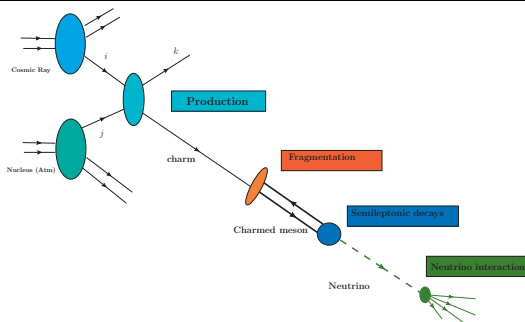 k
i
Cosmic Ray
Production
j
charm
Fragmentation
Nucleus (Atm)
Semileptonic decays
Charmed meson
Neutrino interaction
Neutrino